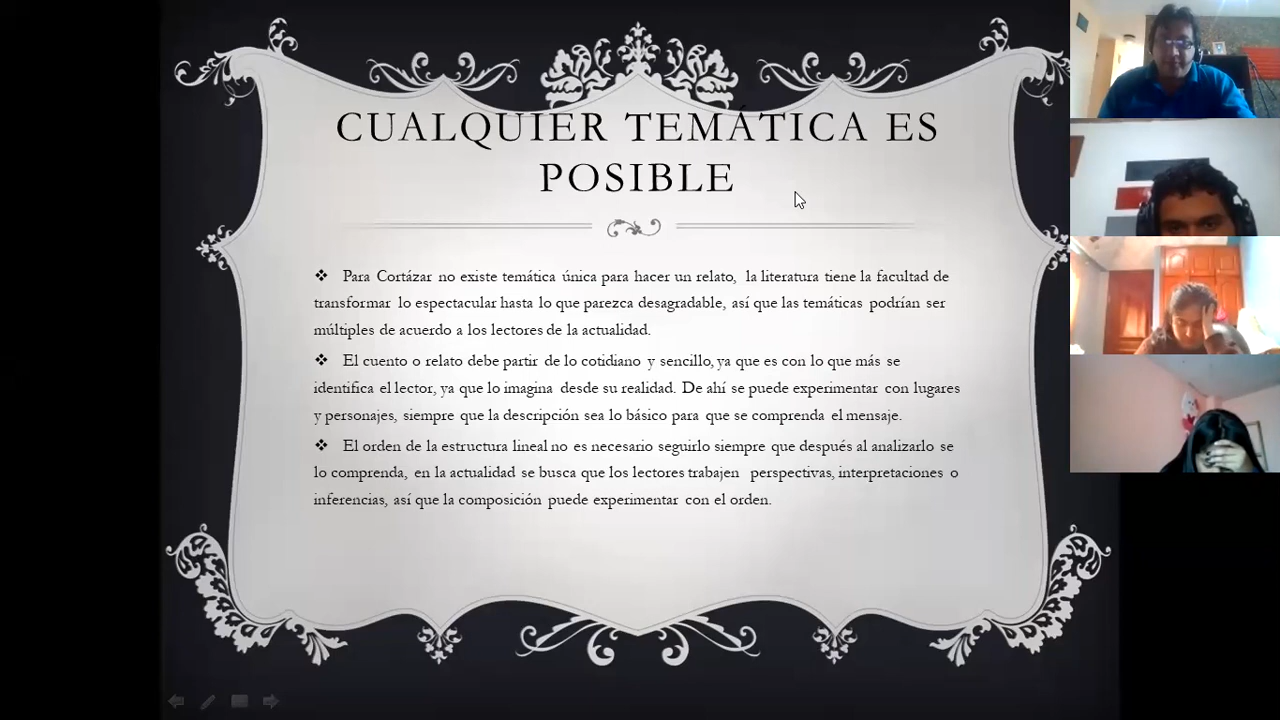 CUALQUIER TEMÁTICA ES
POSIBLE
❖ Para Cortázar no existe temática única para hacer un relato, la literatura tiene la facultad de
transformar lo espectacular hasta lo que parezca desagradable, así que las temáticas podrían ser
múltiples de acuerdo a los lectores de la actualidad.
❖ El cuento o relato debe partir de lo cotidiano y sencillo, ya que es con lo que más se
identifica el lector, ya que lo imagina desde su realidad. De ahí se puede experimentar con lugares
y personajes, siempre que la descripción sea lo básico para que se comprenda el mensaje.
❖ El orden de la estructura lineal no es necesario seguirlo siempre que después al analizarlo se
lo comprenda, en la actualidad se busca que los lectores trabajen perspectivas, interpretaciones o
inferencias, así que la composición puede experimentar con el orden.